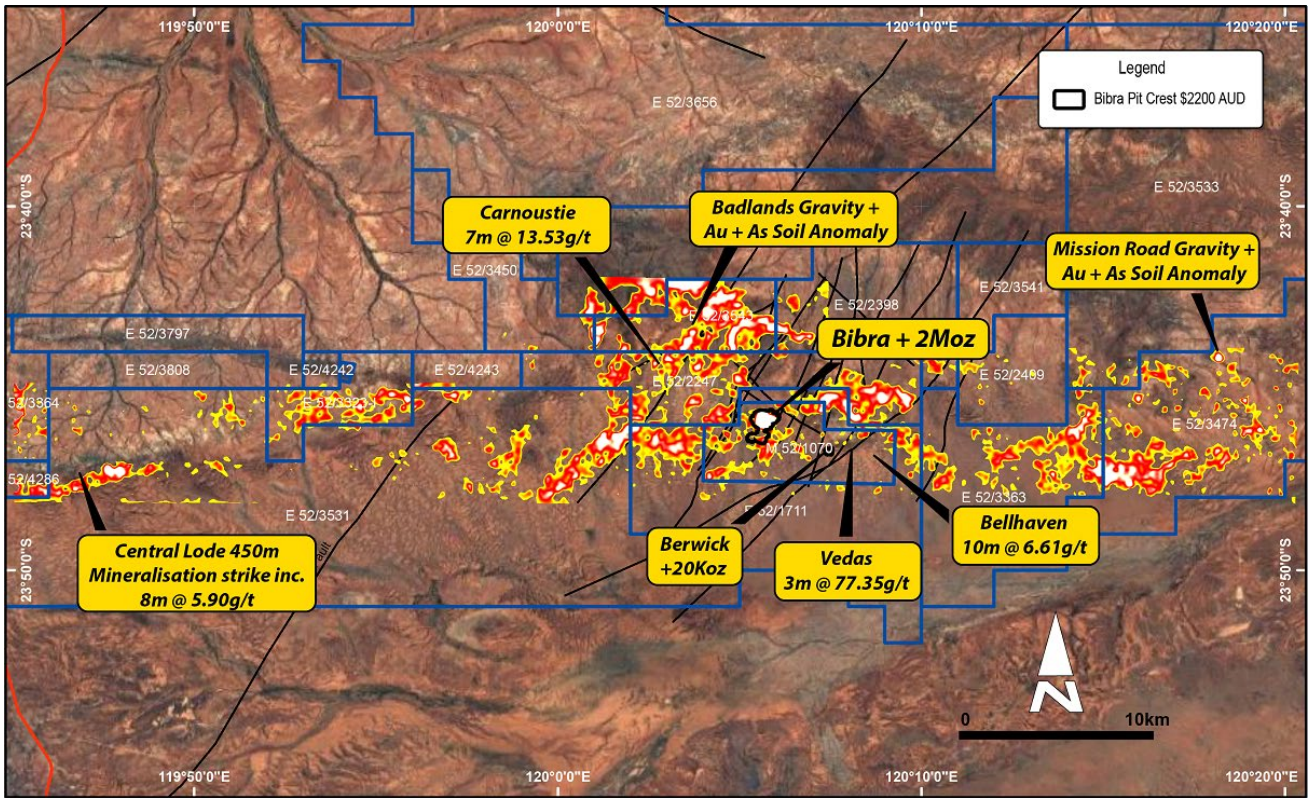 119°50'0"E
120°0'0"E
120°10'0"E
120°20'0"E
Legend
Bibra Pit Crest $2200 AUD
E 52/3656
E 52/3533
23°40'0"S
23°40'0"S
Carnoustie
7m @ 13.53g/t
Badlands Gravity +
Au + As Soil Anomaly
Mission Road Gravity +
Au + As Soil Anomaly
E 52/3450
E 52/3541
E 52/2398
E 52/3797
Bibra + 2Moz
E 52/3808
E 52/4242
E 52/4243
E 52/2247
52/3364
E 52/3474
M 52/1070
52/4286
E 52/3363
E 52/3531
E 52/1711
Central Lode 450m
Mineralisation strike inc.
8m @ 5.90g/t
Berwick
+20Koz
Vedas
3m @ 77.35g/t
Bellhaven
10m @ 6.61g/t
23°50'0"S
23°50'0"S
N
0 10km
119°50'0"E
120°0'0"E
120°10'0"E
120°20'0"E